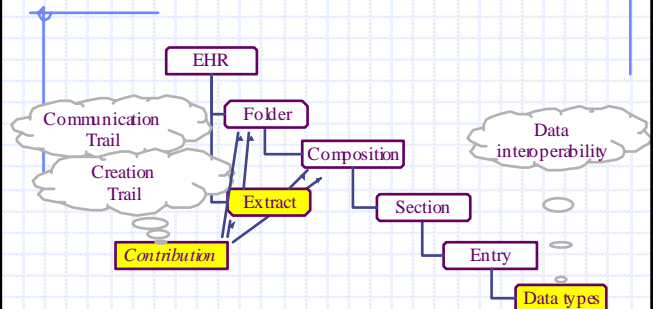 EHR
Folder
Communication
Trail
Data
interoperability
Composition
Creation
Trail
Extract
Section
Contribution
Entry
Data types